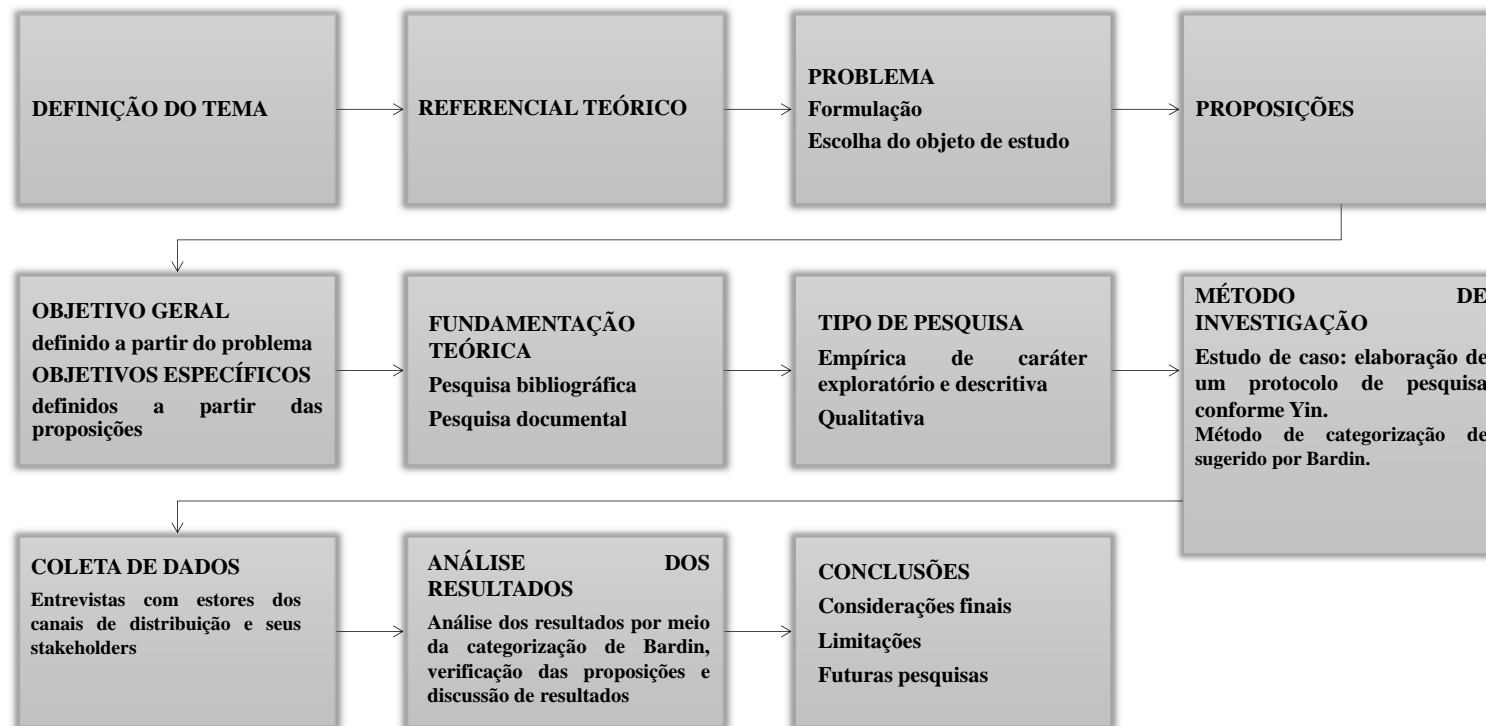 DEFINIÇÃO DO TEMA
REFERENCIAL TEÓRICO
PROBLEMA
Formulação
Escolha do objeto de estudo
PROPOSIÇÕES
OBJETIVO GERAL
definido a partir do problema
OBJETIVOS ESPECÍFICOS
definidos a partir das
proposições
FUNDAMENTAÇÃO
TEÓRICA
Pesquisa bibliográfica
Pesquisa documental
TIPO DE PESQUISA
Empírica de caráter
exploratório e descritiva
Qualitativa
MÉTODO DE
INVESTIGAÇÃO
Estudo de caso: elaboração de
um protocolo de pesquisa
conforme Yin.
Método de categorização de
sugerido por Bardin.
COLETA DE DADOS
Entrevistas com estores dos
canais de distribuição e seus
stakeholders
ANÁLISE DOS
RESULTADOS
Análise dos resultados por meio
da categorização de Bardin,
verificação das proposições e
discussão de resultados
CONCLUSÕES
Considerações finais
Limitações
Futuras pesquisas